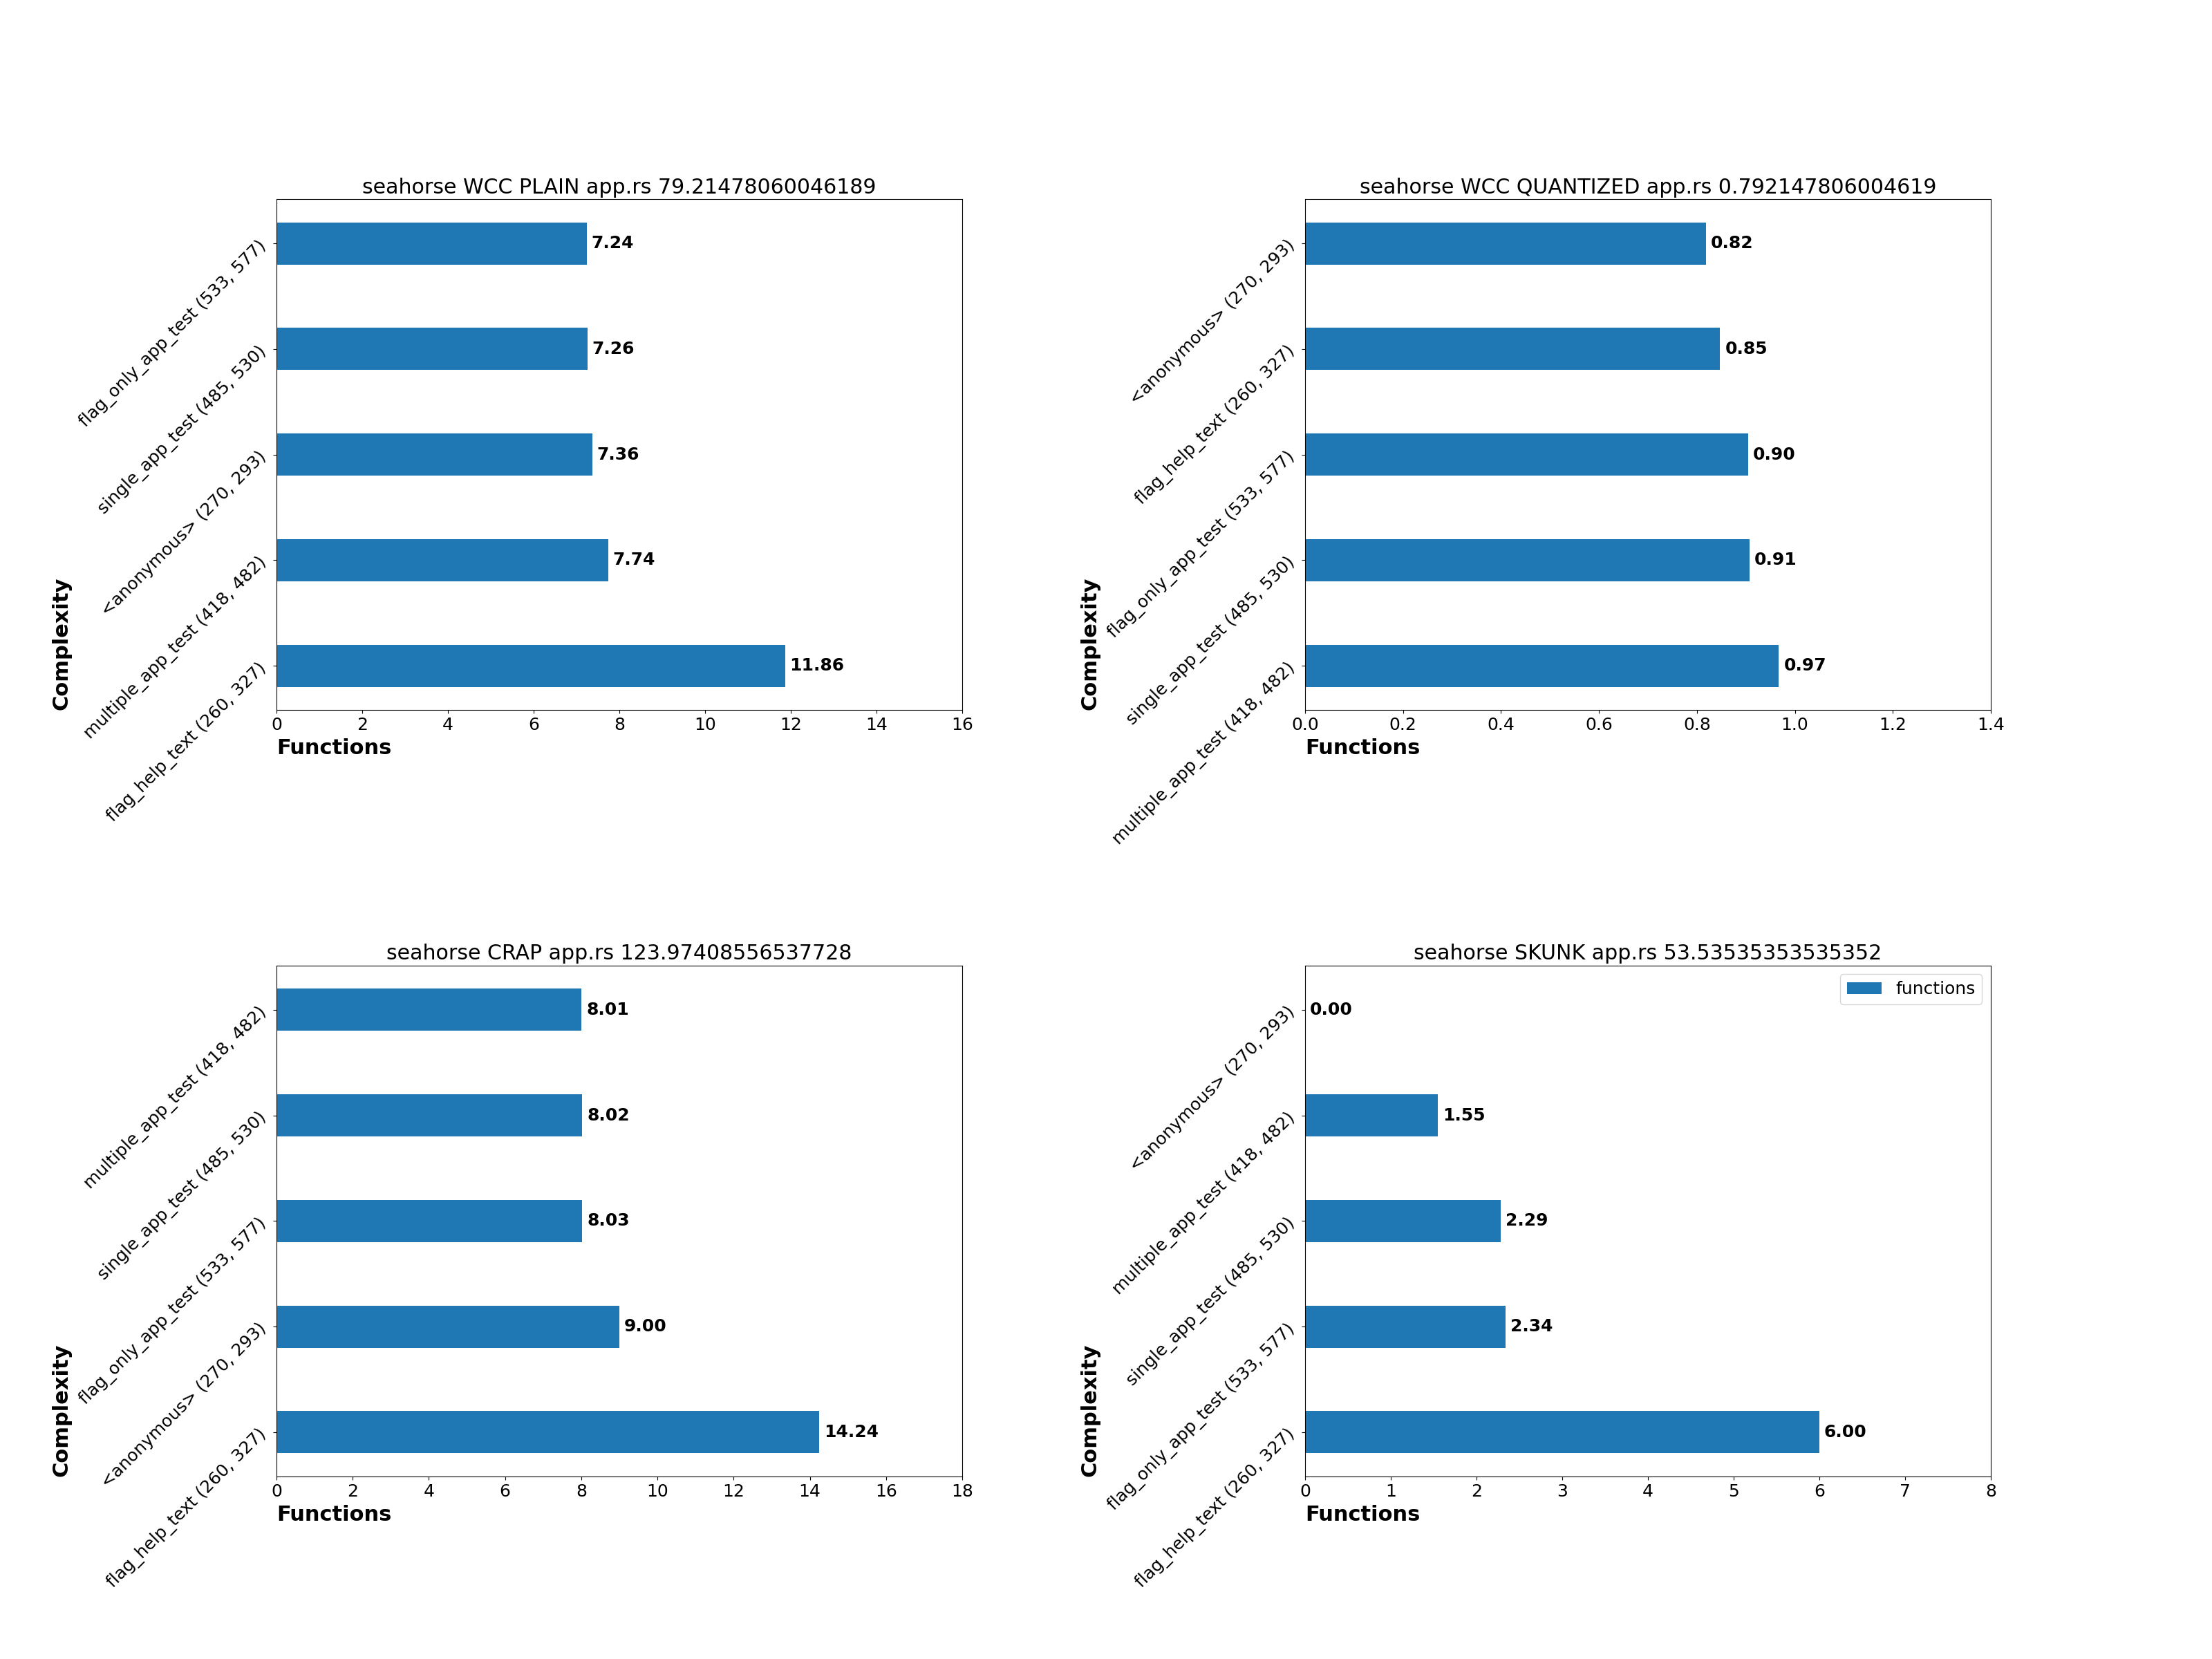 seahorse WCC PLAIN app.rs 79.21478060046189
Complexity
flag_only_app_test (533, 577)
7.24
single_app_test (485, 530)
7.26
<anonymous> (270, 293)
7.36
multiple_app_test (418, 482)
7.74
flag_help_text (260, 327)
11.86
0 2 4 6 8 10 12 14 16
Functions
seahorse WCC QUANTIZED app.rs 0.792147806004619
Complexity
<anonymous> (270, 293)
0.82
flag_help_text (260, 327)
0.85
flag_only_app_test (533, 577)
0.90
single_app_test (485, 530)
0.91
multiple_app_test (418, 482)
0.97
0.0 0.2 0.4 0.6 0.8 1.0 1.2 1.4
Functions
seahorse CRAP app.rs 123.97408556537728
Complexity
multiple_app_test (418, 482)
8.01
single_app_test (485, 530)
8.02
flag_only_app_test (533, 577)
8.03
<anonymous> (270, 293)
9.00
flag_help_text (260, 327)
14.24
0 2 4 6 8 10 12 14 16 18
Functions
seahorse SKUNK app.rs 53.53535353535352
functions
Complexity
<anonymous> (270, 293)
0.00
multiple_app_test (418, 482)
1.55
single_app_test (485, 530)
2.29
flag_only_app_test (533, 577)
2.34
flag_help_text (260, 327)
6.00
0 1 2 3 4 5 6 7 8
Functions